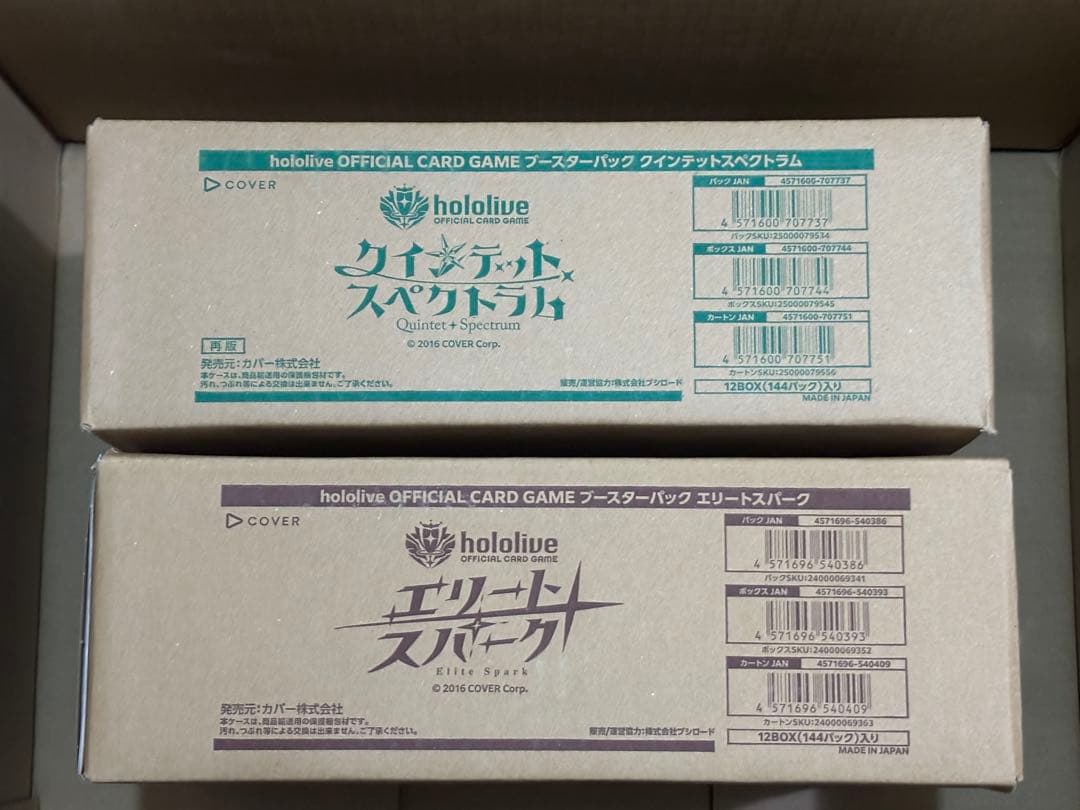 hololive OFFICIAL CARD GAME ブースターパック クインテットスペクトラム
COVER
hololive
OFFICIAL CARD GAME
クインテット
スペクトラム
Quintet Spectrum
© 2016 COVER Corp.
再版
発売元:カバー株式会社
本ケースは、商品輸送用の保護梱包材です。
汚れ、つぶれ等による交換は出来ません、ご了承ください。
販売/運営協力:株式会社ブシロード
パック JAN 4571600-707737
4 571600 707737
パックSKU:25000079534
ボックス JAN 4571600-707744
4 571600 707744
ボックスSKU:25000079545
カートン JAN 4571600-707751
4 571600 707751
カートンSKU:25000079556
12BOX(144パック)入り
MADE IN JAPAN
hololive OFFICIAL CARD GAME ブースターパック エリートスパーク
COVER
hololive
OFFICIAL CARD GAME
エリート
スパーク
Elite Spark
© 2016 COVER Corp.
発売元:カバー株式会社
本ケースは、商品輸送用の保護梱包材です。
汚れ、つぶれ等による交換は出来ません、ご了承ください。
販売/運営協力:株式会社ブシロード
パック JAN 4571696-540386
4 571696 540386
パックSKU:24000069341
ボックス JAN 4571696-540393
4 571696 540393
ボックスSKU:24000069352
カートン JAN 4571696-540409
4 571696 540409
カートンSKU:24000069363
12BOX(144パック)入り
MADE IN JAPAN